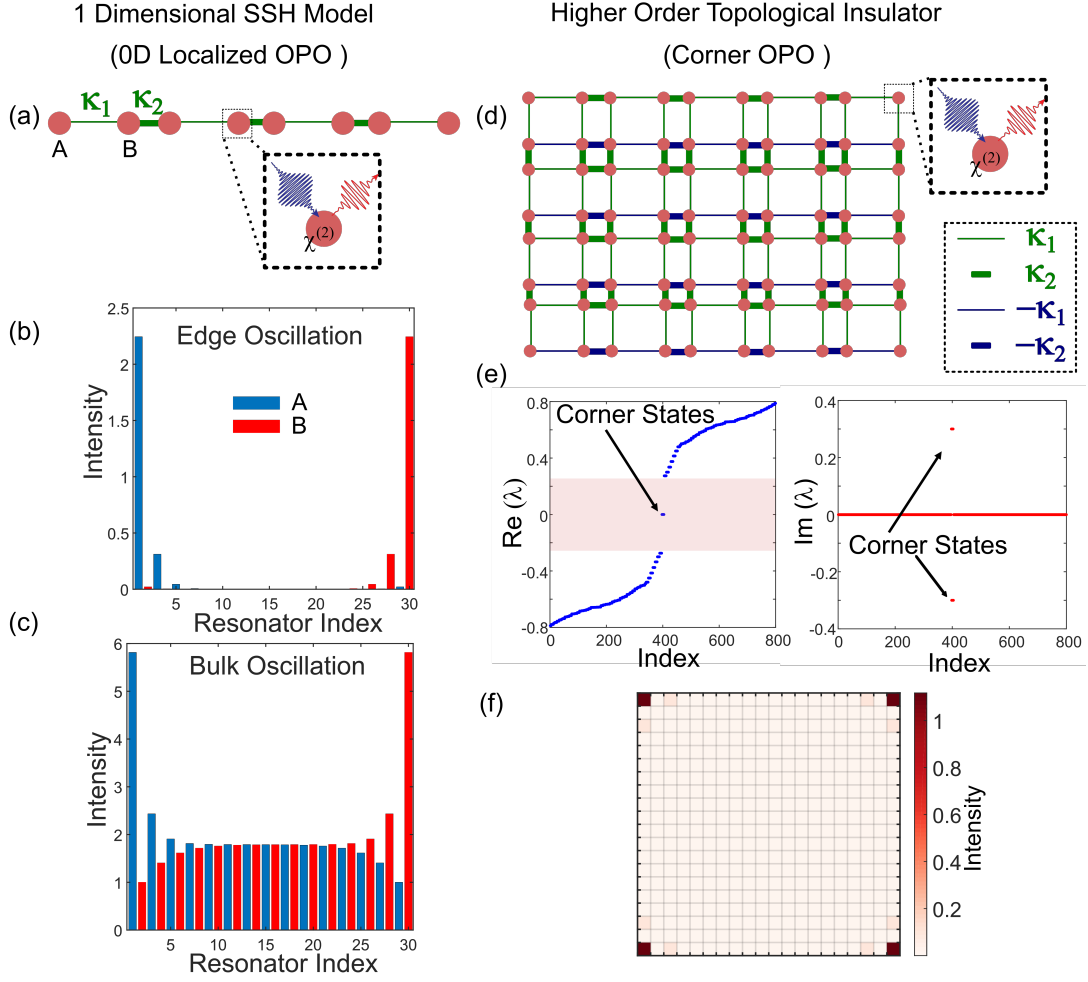 1 Dimensional SSH Model
(0D Localized OPO )
Higher Order Topological Insulator
(Corner OPO )
(a)
κ1
κ2
A
B
χ(2)
(d)
χ(2)
κ1
κ2
−κ1
−κ2
(b)
Edge Oscillation
A
B
Intensity
2.5
2
1.5
1
0.5
0
5
10
15
20
25
30
Resonator Index
(c)
Bulk Oscillation
Intensity
6
5
4
3
2
1
0
5
10
15
20
25
30
Resonator Index
(e)
Corner States
Re (λ)
0.8
0.4
0
-0.4
-0.8
0
200
400
600
800
Index
Corner States
Im (λ)
0.4
0.2
0
-0.2
-0.4
0
200
400
600
800
Index
(f)
1
0.8
0.6
0.4
0.2
Intensity